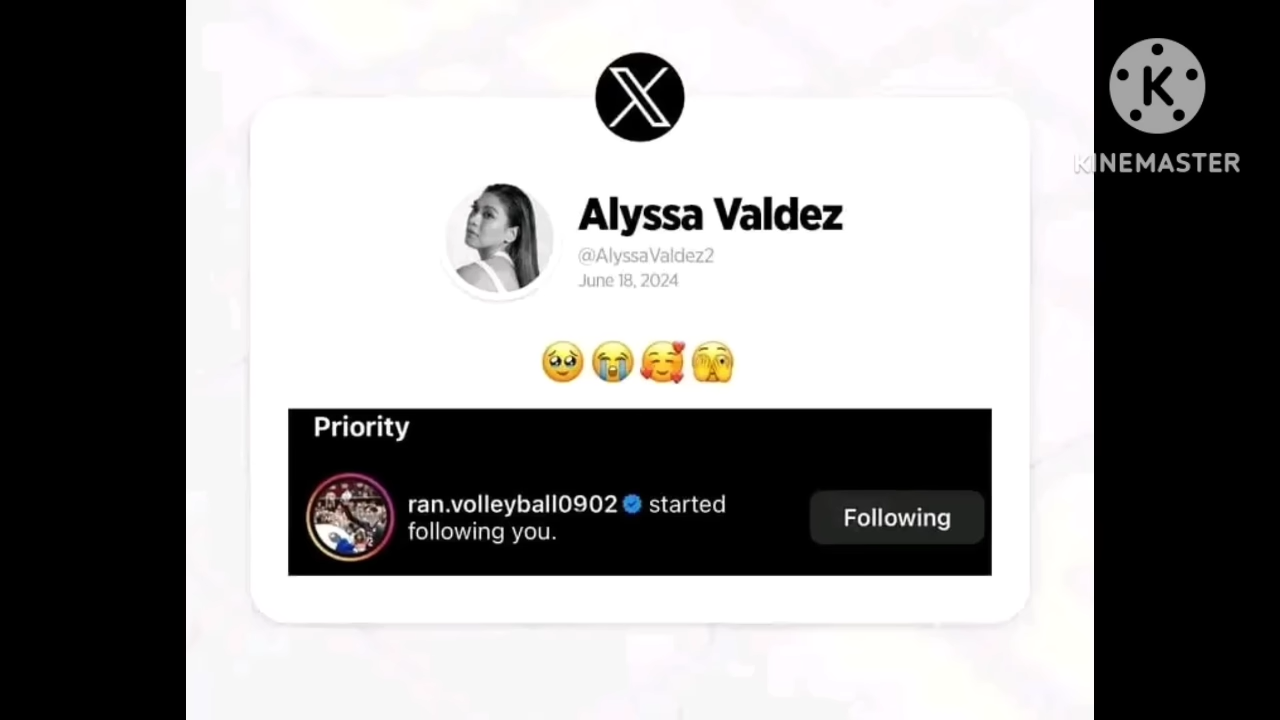 KINEMASTER
Alyssa Valdez
@AlyssaValdez2
June 18, 2024
🥹😭🥰🫣
Priority
ran.volleyball0902 started
following you.
Following